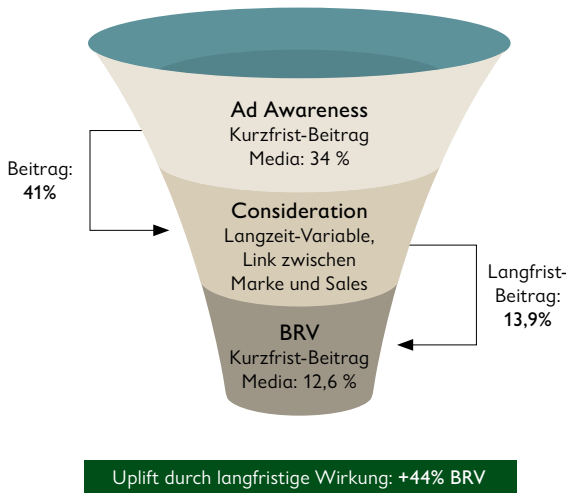 Ad Awareness
Kurzfrist-Beitrag
Media: 34 %
Beitrag:
41%
Consideration
Langzeit-Variable,
Link zwischen
Marke und Sales
Langfrist-
Beitrag:
13,9%
BRV
Kurzfrist-Beitrag
Media: 12,6 %
Uplift durch langfristige Wirkung: +44% BRV